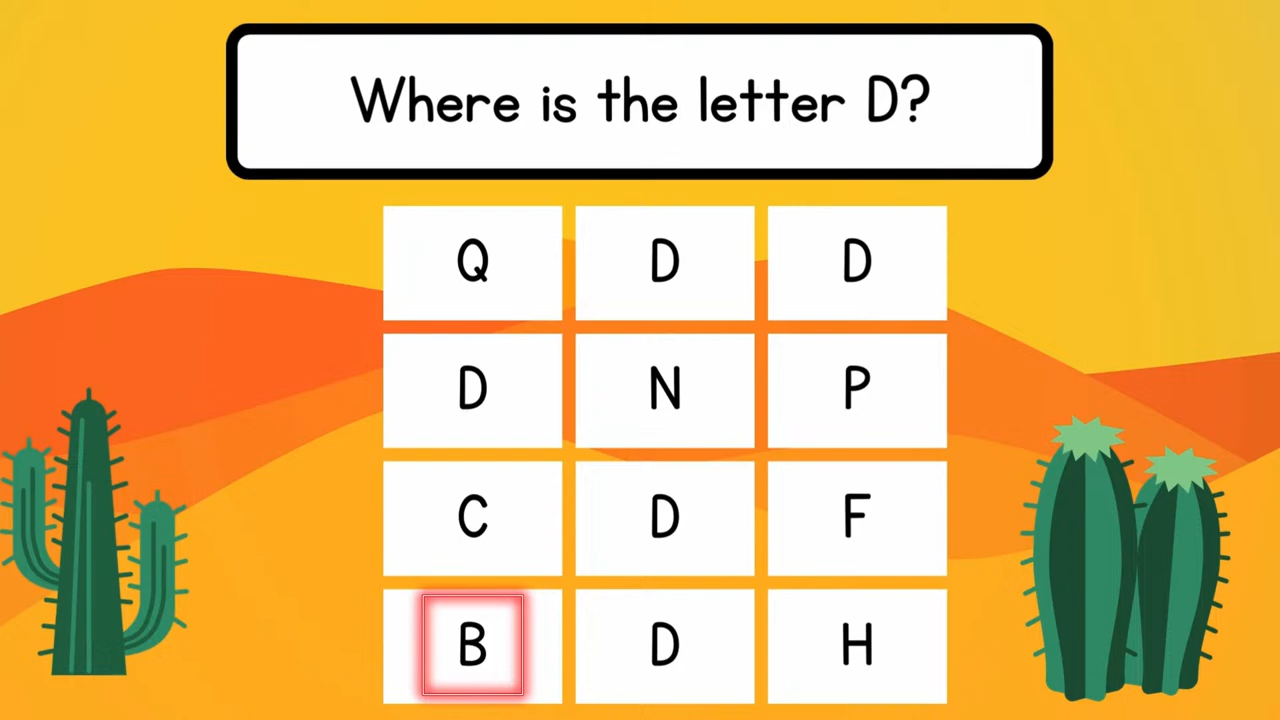 Where is the letter D?
Q D D
D N P
C D F
B D H